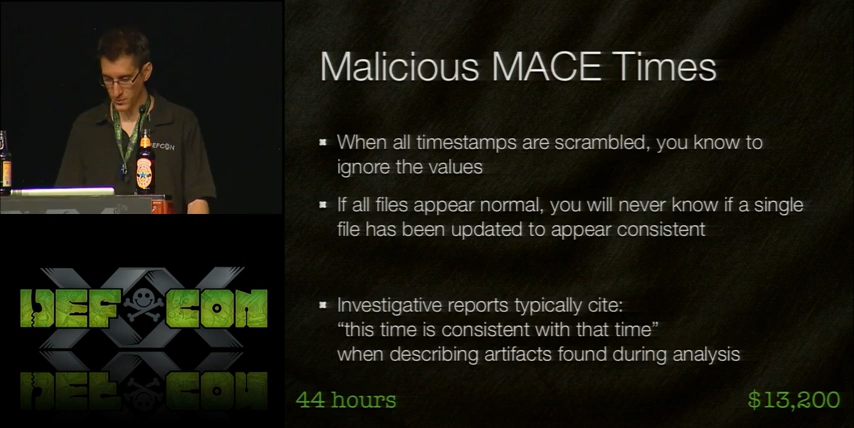 Malicious MACE Times
When all timestamps are scrambled, you know to
ignore the values
If all files appear normal, you will never know if a single
file has been updated to appear consistent
Investigative reports typically cite:
“this time is consistent with that time”
when describing artifacts found during analysis
44 hours
$13,200
DEFCON
DEF CON
XX